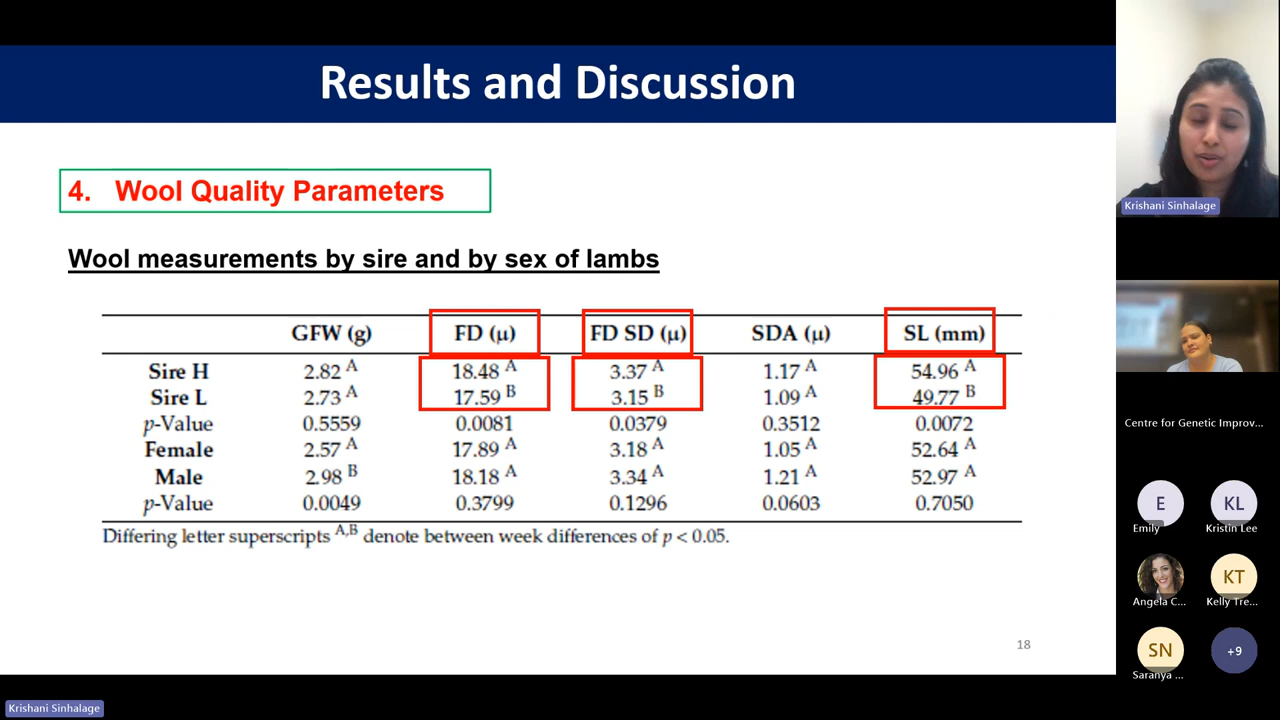 Results and Discussion
4. Wool Quality Parameters
Wool measurements by sire and by sex of lambs
GFW (g) FD (μ) FD SD (μ) SDA (μ) SL (mm)
Sire H 2.82 A 18.48 A 3.37 A 1.17 A 54.96 A
Sire L 2.73 A 17.59 B 3.15 B 1.09 A 49.77 B
p-Value 0.5559 0.0081 0.0379 0.3512 0.0072
Female 2.57 A 17.89 A 3.18 A 1.05 A 52.64 A
Male 2.98 B 18.18 A 3.34 A 1.21 A 52.97 A
p-Value 0.0049 0.3799 0.1296 0.0603 0.7050
Differing letter superscripts A,B denote between week differences of p < 0.05.
18
Krishani Sinhalage
Krishani Sinhalage
Centre for Genetic Improv...
E KL
Emily Kristin Lee
KT
Angela C... Kelly Tre...
SN +9
Saranya ...